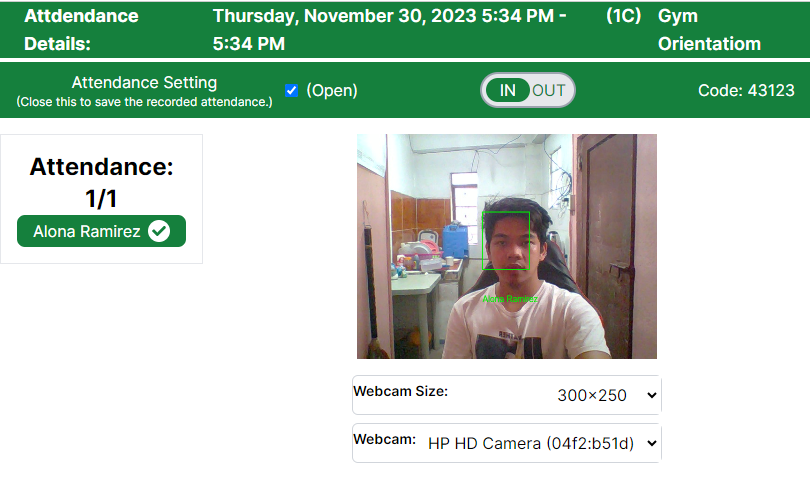 Attdendance
Details:
Thursday, November 30, 2023 5:34 PM -
5:34 PM
(1C)
Gym
Orientatiom
Attendance Setting
(Close this to save the recorded attendance.)
(Open)
IN OUT
Code: 43123
Attendance:
1/1
Alona Ramirez
Alona Ramirez
Webcam Size:
300×250
Webcam:
HP HD Camera (04f2:b51d)